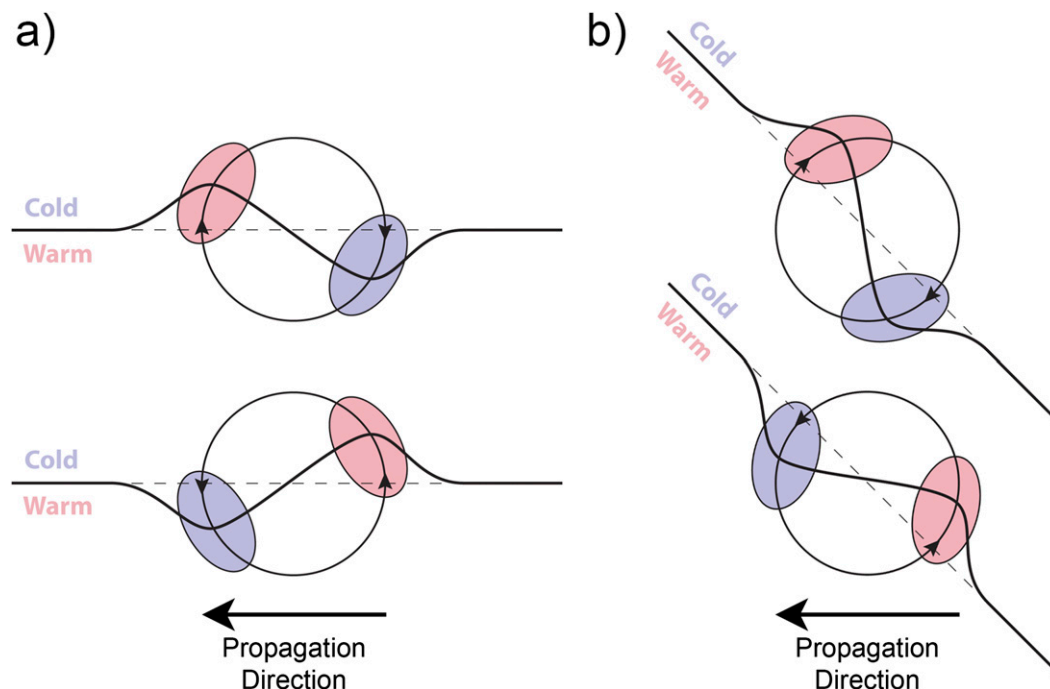 a)
Cold
Warm
Cold
Warm
Propagation
Direction
b)
Cold
Warm
Cold
Warm
Propagation
Direction